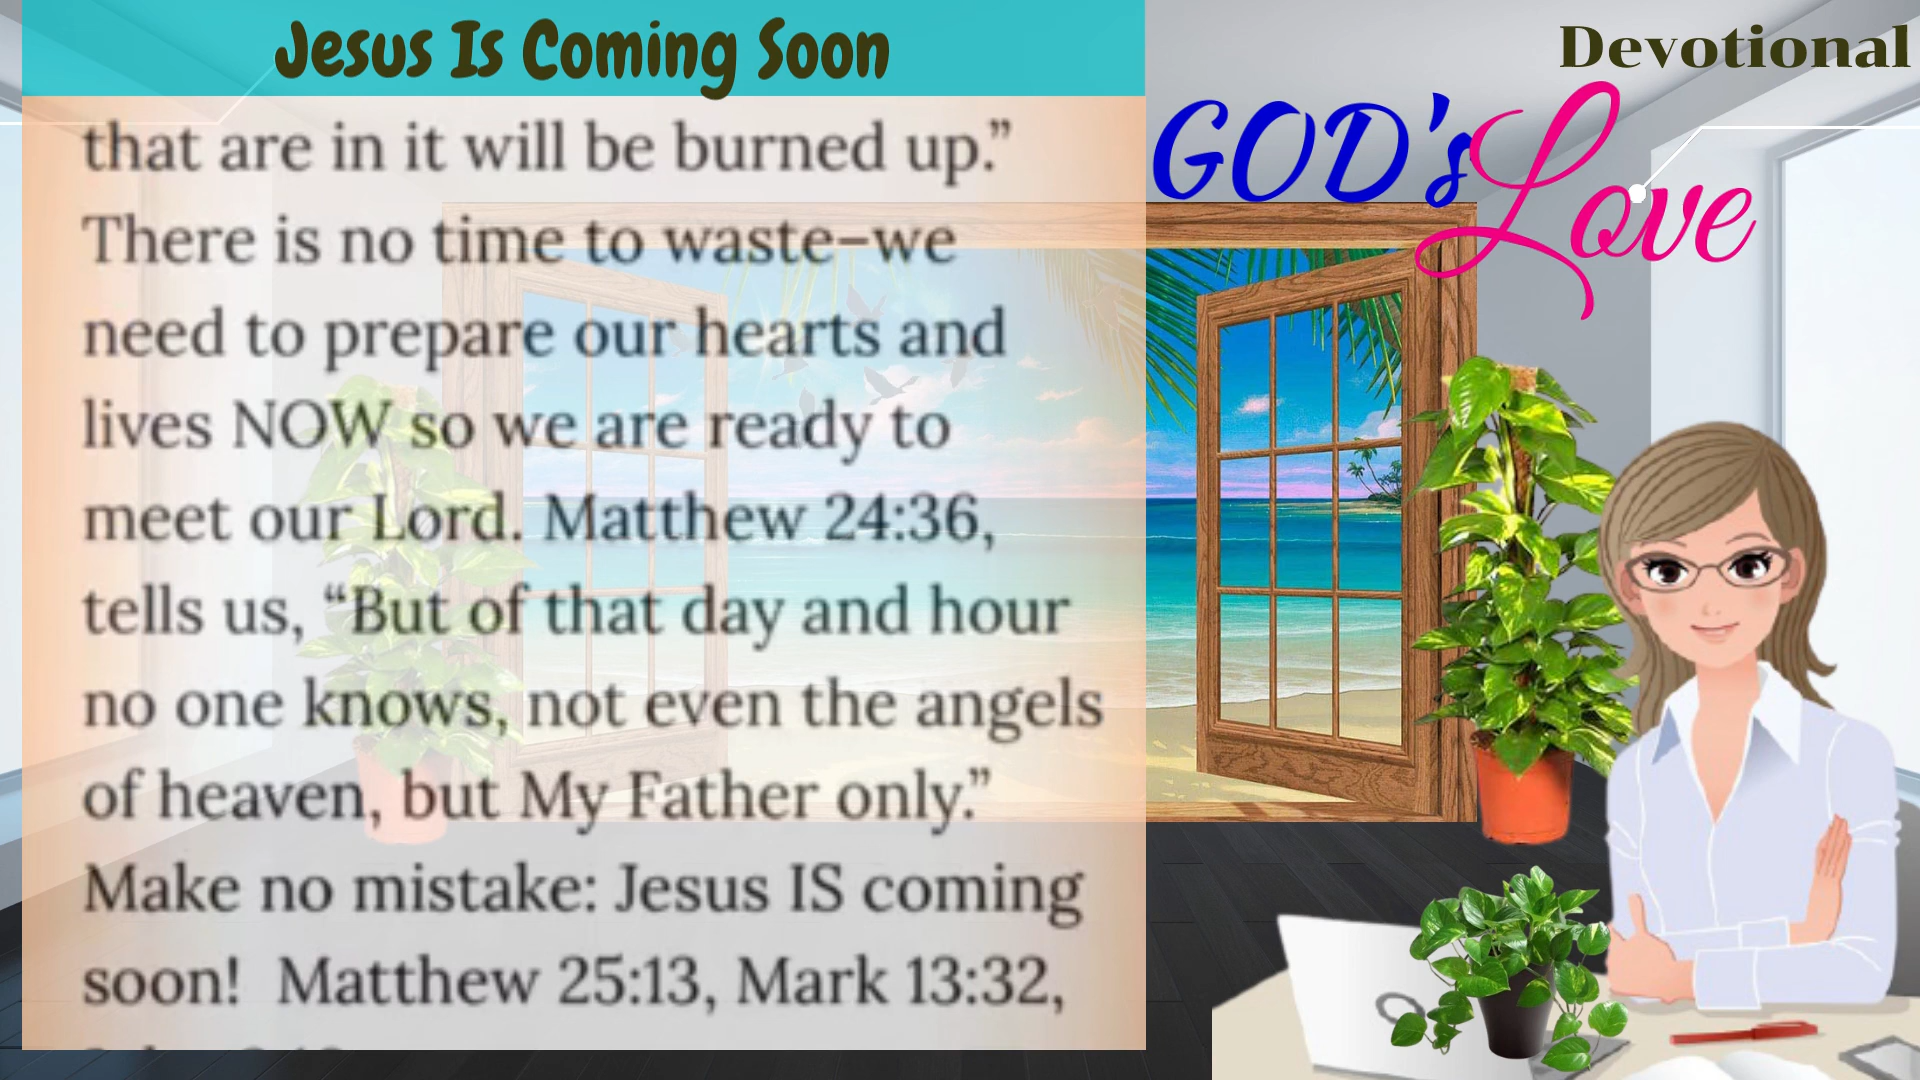 Jesus Is Coming Soon
Devotional
GOD's Love
that are in it will be burned up.”
There is no time to waste–we
need to prepare our hearts and
lives NOW so we are ready to
meet our Lord. Matthew 24:36,
tells us, “But of that day and hour
no one knows, not even the angels
of heaven, but My Father only.”
Make no mistake: Jesus IS coming
soon!  Matthew 25:13, Mark 13:32,